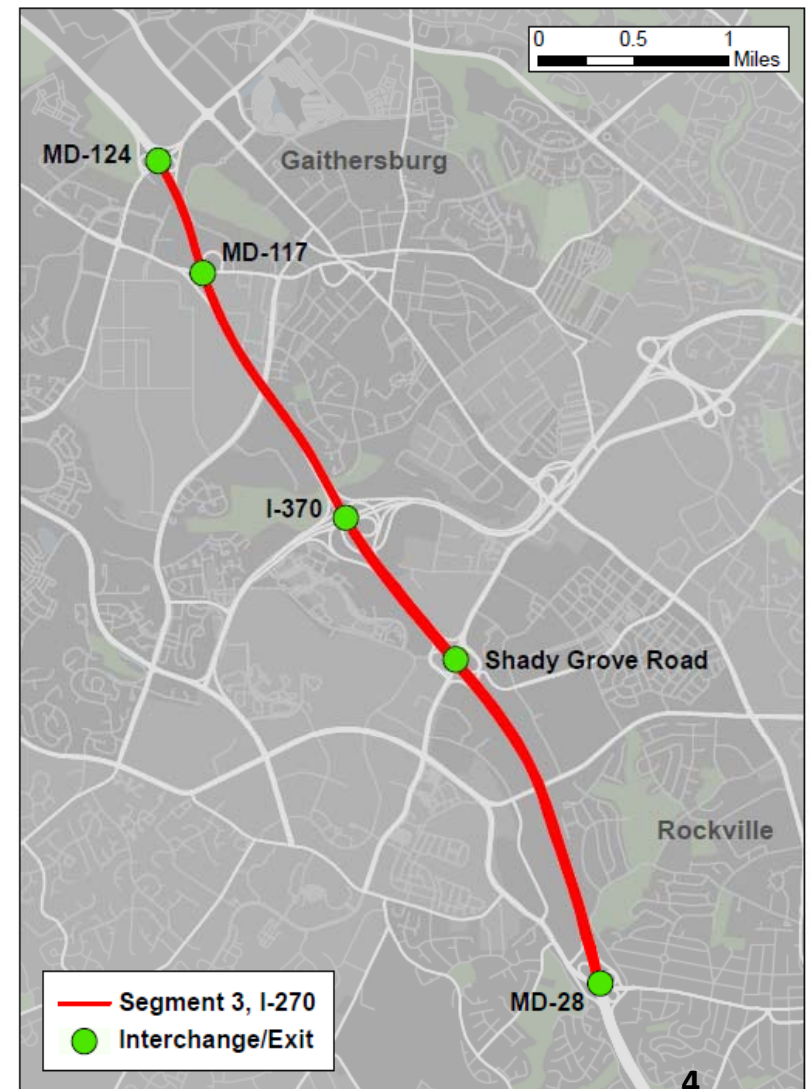 0 0.5 1
Miles
MD-124
Gaithersburg
MD-117
I-370
Shady Grove Road
Rockville
MD-28
Segment 3, I-270
Interchange/Exit
4